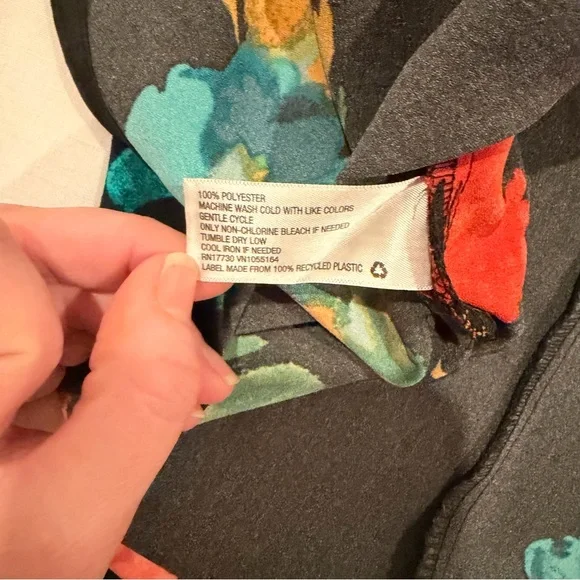 100% POLYESTER
MACHINE WASH COLD WITH LIKE COLORS
GENTLE CYCLE
ONLY NON-CHLORINE BLEACH IF NEEDED
TUMBLE DRY LOW
COOL IRON IF NEEDED
RN17730 VN1055164
LABEL MADE FROM 100% RECYCLED PLASTIC